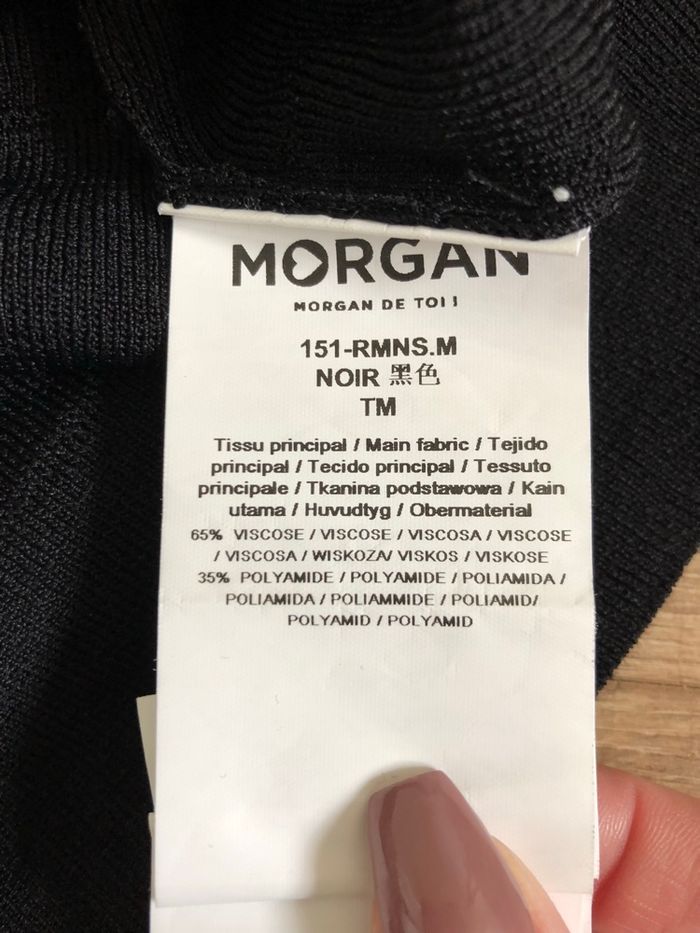 MORGAN
MORGAN DE TOI !
151-RMNS.M
NOIR 黑色
TM
Tissu principal / Main fabric / Tejido
principal / Tecido principal / Tessuto
principale / Tkanina podstawowa / Kain
utama / Huvudtyg / Obermaterial
65% VISCOSE / VISCOSE / VISCOSA / VISCOSE
/ VISCOSA / WISKOZA/ VISKOS / VISKOSE
35% POLYAMIDE / POLYAMIDE / POLIAMIDA /
POLIAMIDA / POLIAMMIDE / POLIAMID/
POLYAMID / POLYAMID